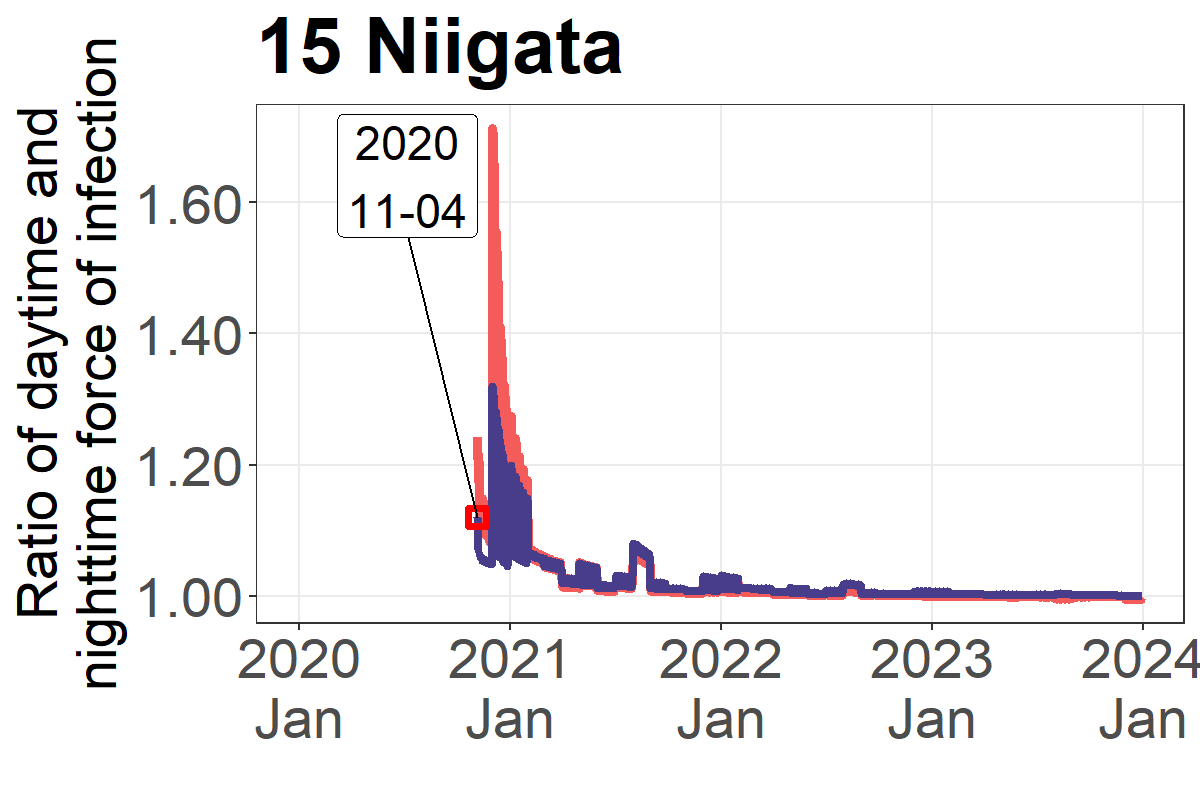 15 Niigata
Ratio of daytime and
nighttime force of infection
2020
11-04
1.60
1.40
1.20
1.00
2020
Jan
2021
Jan
2022
Jan
2023
Jan
2024
Jan